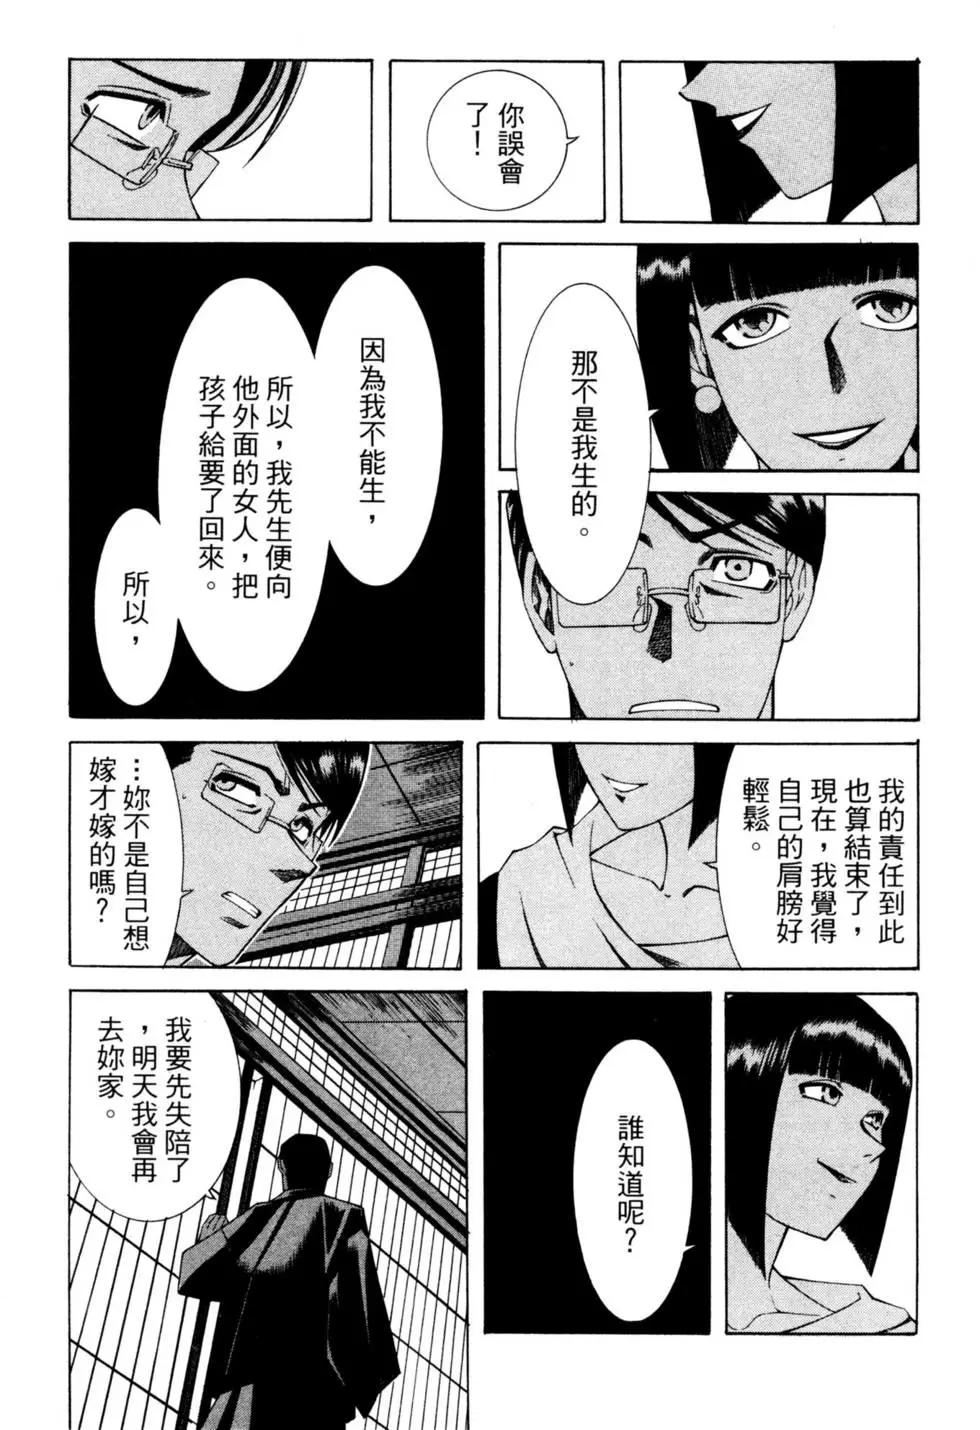 你誤會
了！
那不是我生的。
因為我不能生，
所以，我先生便向
他外面的女人，把
孩子給要了回來。
所以，
我的責任到此
也算結束了，
現在，我覺得
自己的肩膀好
輕鬆。
…妳不是自己想
嫁才嫁的嗎？
誰知道呢？
我要先失陪了
，明天我會再
去妳家。